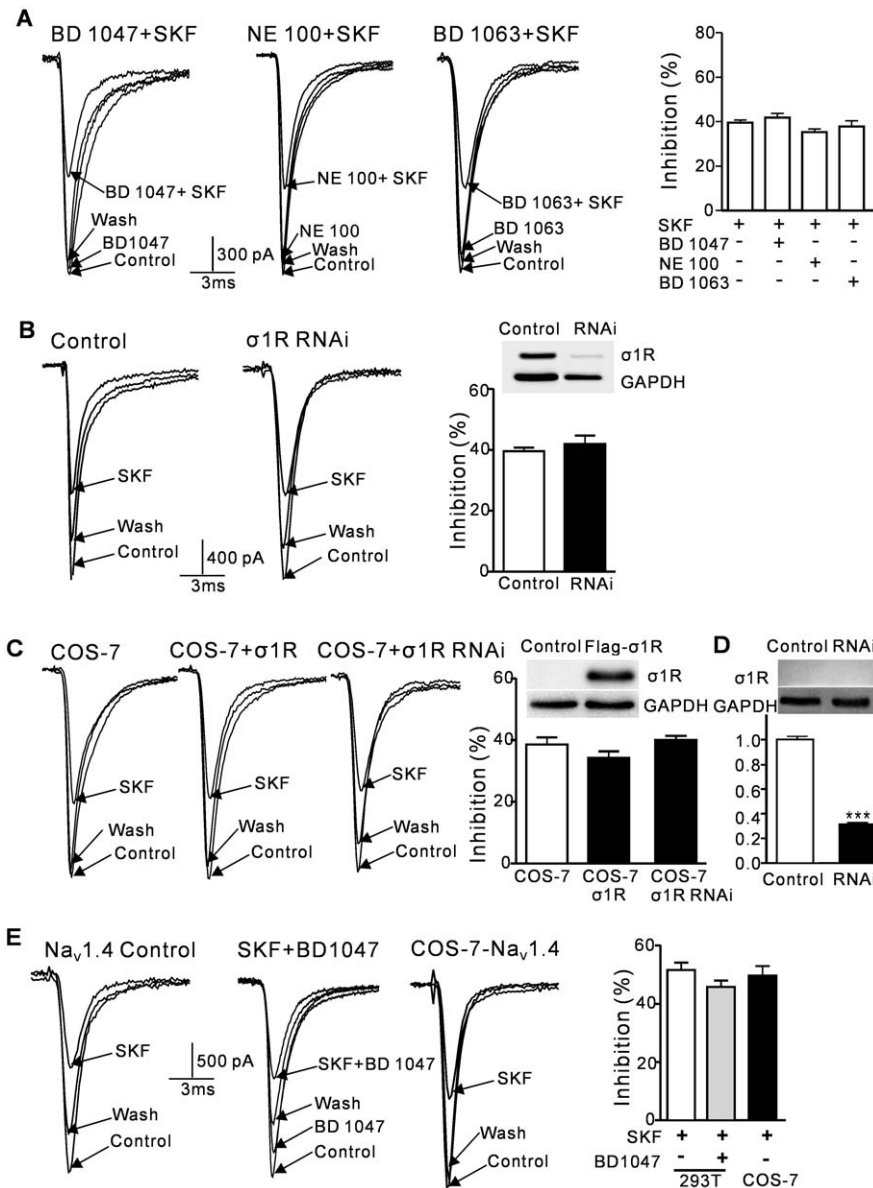 A
BD 1047+SKF
NE 100+SKF
BD 1063+SKF
BD 1047+ SKF
Wash
BD1047
Control
300 pA
3ms
NE 100+ SKF
NE 100
Wash
Control
BD 1063+ SKF
BD 1063
Wash
Control
Inhibition (%)
80
60
40
20
0
SKF + + + +
BD 1047 - + - -
NE 100 - - + -
BD 1063 - - - +
B
Control
σ1R RNAi
SKF
Wash
Control
400 pA
3ms
SKF
Wash
Control
Control RNAi
σ1R
GAPDH
Inhibition (%)
60
40
20
0
Control RNAi
C
COS-7
COS-7+σ1R
COS-7+σ1R RNAi
SKF
Wash
Control
SKF
Wash
Control
SKF
Wash
Control
Control Flag-σ1R
σ1R
GAPDH
Inhibition (%)
60
40
20
0
COS-7
COS-7 σ1R
COS-7 σ1R RNAi
D
Control RNAi
σ1R
GAPDH
1.0
0.8
0.6
0.4
0.2
0.0
***
Control RNAi
E
Nav1.4 Control
SKF+BD1047
COS-7-Nav1.4
SKF
Wash
Control
500 pA
3ms
SKF+BD 1047
Wash
BD 1047
Control
SKF
Wash
Control
Inhibition (%)
60
40
20
0
SKF + + +
BD1047 - + -
293T COS-7